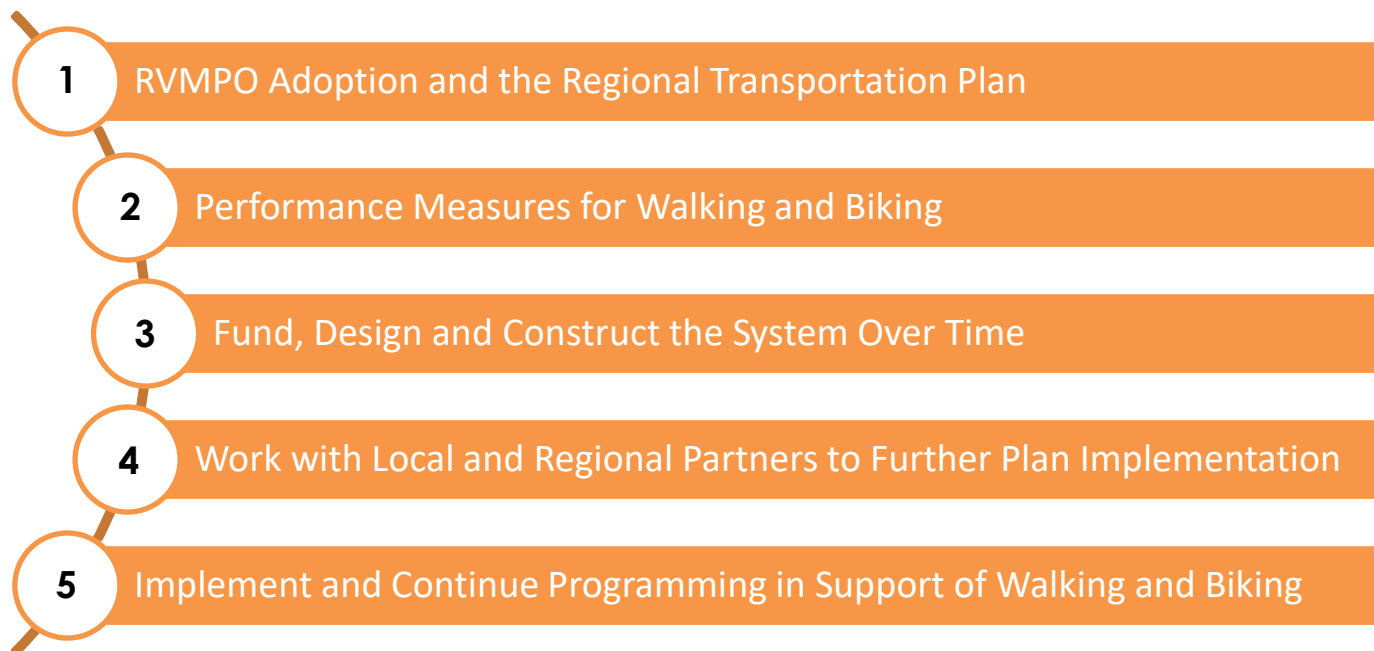 1 RVMPO Adoption and the Regional Transportation Plan
2 Performance Measures for Walking and Biking
3 Fund, Design and Construct the System Over Time
4 Work with Local and Regional Partners to Further Plan Implementation
5 Implement and Continue Programming in Support of Walking and Biking